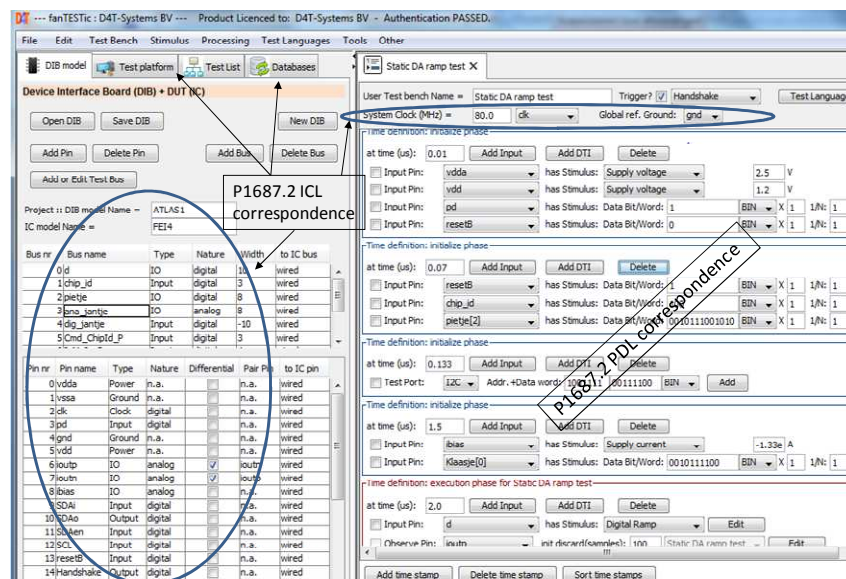 --- fanTESTic : D4T-Systems BV --- Product Licenced to: D4T-Systems BV - Authentication PASSED.
File Edit Test Bench Stimulus Processing Test Languages Tools Other
DIB model Test platform Test List Databases
Device Interface Board (DIB) + DUT (IC)
Open DIB Save DIB New DIB
Add Pin Delete Pin Add Bus Delete Bus
Add or Edit Test Bus
Project :: DIB model Name = ATLAS1
IC model Name = FEI4
P1687.2 ICL
correspondence
Bus nr Bus name Type Nature Width to IC bus
0 d IO digital 10 wired
1 chip_id Input digital 3 wired
2 pietje IO digital 8 wired
3 ana_jantje IO analog 8 wired
4 dig_jantje Input digital -10 wired
5 Cmd_ChipId_P Input digital 3 wired
Pin nr Pin name Type Nature Differential Pair Pin to IC pin
0 vdda Power n.a. n.a. wired
1 vssa Ground n.a. n.a. wired
2 clk Clock digital n.a. wired
3 pd Input digital n.a. wired
4 gnd Ground n.a. n.a. wired
5 vdd Power n.a. n.a. wired
6 ioutp IO analog ioutn wired
7 ioutn IO analog ioutp wired
8 ibias IO analog n.a. wired
9 SDAi Input digital n.a. wired
10 SDAo Output digital n.a. wired
11 SDAen Input digital n.a. wired
12 SCL Input digital n.a. wired
13 resetB Input digital n.a. wired
14 Handshake Output digital n.a. wired
Static DA ramp test X
User Test bench Name = Static DA ramp test Trigger? Handshake Test Languag
System Clock (MHz) = 80.0 clk Global ref. Ground: gnd
Time definition: initialize phase
at time (us): 0.01 Add Input Add DTI Delete
Input Pin: vdda has Stimulus: Supply voltage 2.5 V
Input Pin: vdd has Stimulus: Supply voltage 1.2 V
Input Pin: pd has Stimulus: Data Bit/Word: 1 BIN X 1 1/N: 1
Input Pin: resetB has Stimulus: Data Bit/Word: 0 BIN X 1 1/N: 1
Time definition: initialize phase
at time (us): 0.07 Add Input Add DTI Delete
Input Pin: resetB has Stimulus: Data Bit/Word: 1 BIN X 1 1/N: 1
Input Pin: chip_id has Stimulus: Data Bit/Word: BIN X 1 1/N: 1
Input Pin: pietje[2] has Stimulus: Data Bit/Word: 0010111001010 BIN X 1 1/N: 1
P1687.2 PDL correspondence
Time definition: initialize phase
at time (us): 0.133 Add Input Add DTI Delete
Test Port: I2C Addr.+Data word: 00111100 BIN Add
Time definition: initialize phase
at time (us): 1.5 Add Input Add DTI Delete
Input Pin: ibias has Stimulus: Supply current -1.33e A
Input Pin: Klaasje[0] has Stimulus: Data Bit/Word: 0010111100 BIN X 1 1/N: 1
Time definition: execution phase for Static DA ramp test
at time (us): 2.0 Add Input Add DTI Delete
Input Pin: d has Stimulus: Digital Ramp Edit
Observe Pin: ioutp init discard(samples): 100 Static DA ramp test Edit
Add time stamp Delete time stamp Sort time stamps